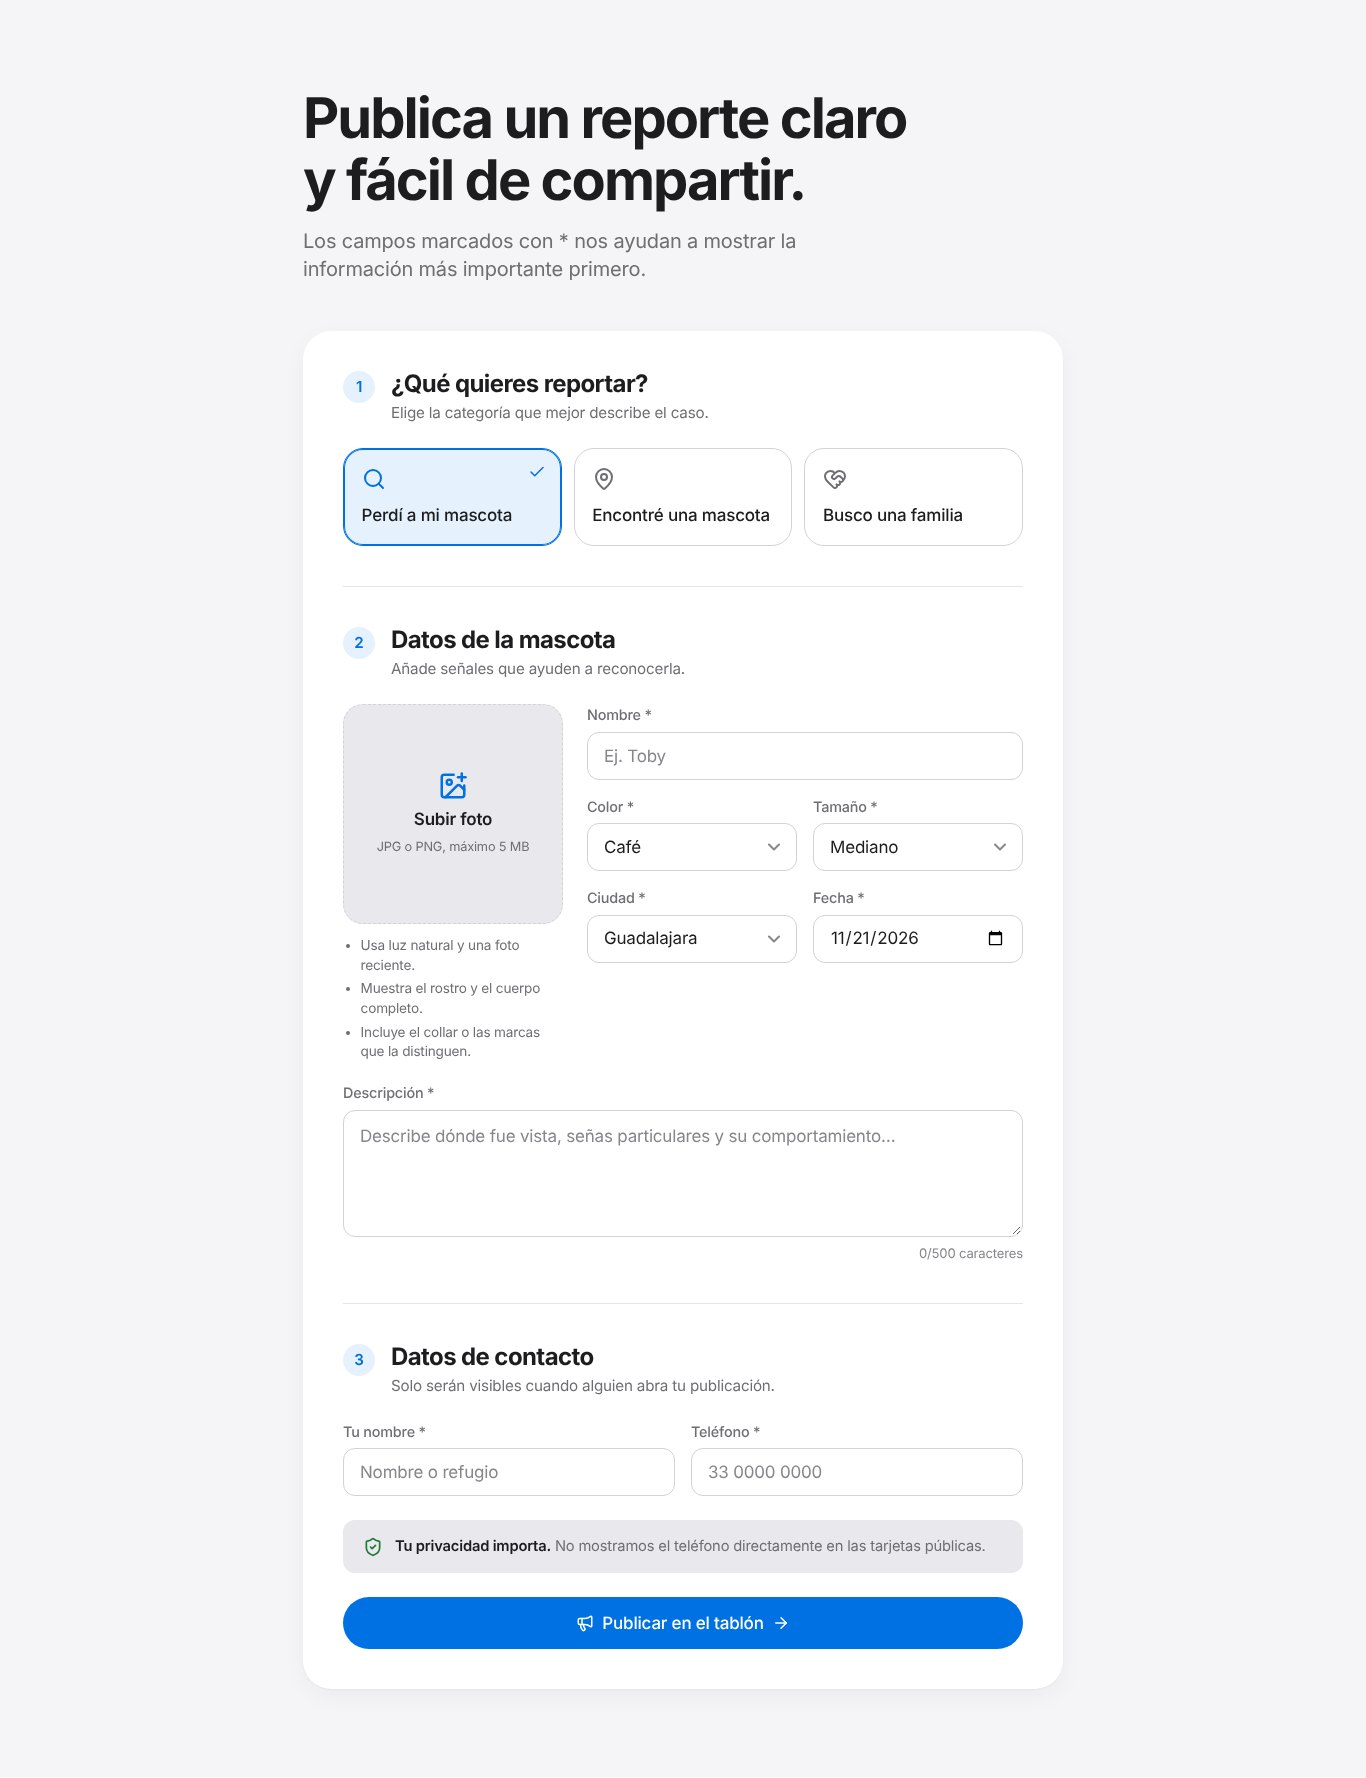 Publica un reporte claro
y fácil de compartir.
Los campos marcados con * nos ayudan a mostrar la
información más importante primero.
1
¿Qué quieres reportar?
Elige la categoría que mejor describe el caso.
Perdí a mi mascota
Encontré una mascota
Busco una familia
2
Datos de la mascota
Añade señales que ayuden a reconocerla.
Subir foto
JPG o PNG, máximo 5 MB
• Usa luz natural y una foto
reciente.
• Muestra el rostro y el cuerpo
completo.
• Incluye el collar o las marcas
que la distinguen.
Nombre *
Ej. Toby
Color *
Café
Tamaño *
Mediano
Ciudad *
Guadalajara
Fecha *
11/21/2026
Descripción *
Describe dónde fue vista, señas particulares y su comportamiento...
0/500 caracteres
3
Datos de contacto
Solo serán visibles cuando alguien abra tu publicación.
Tu nombre *
Nombre o refugio
Teléfono *
33 0000 0000
Tu privacidad importa. No mostramos el teléfono directamente en las tarjetas públicas.
Publicar en el tablón →